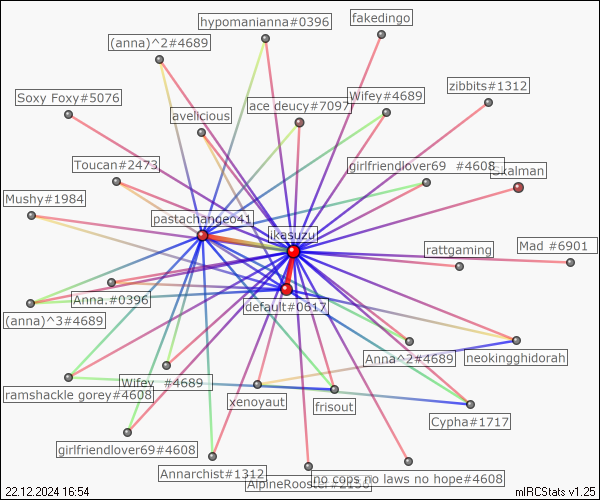 hypomanianna#0396
fakedingo
(anna)^2#4689
zibbits#1312
Soxy Foxy#5076
Wifey#4689
ace deucy#7097
avelicious
Toucan#2473
girlfriendlover69 #4608
Skalman
Mushy#1984
pastachangeo41
ikasuzu
Mad #6901
rattgaming
Anna.#0396
default#0617
(anna)^3#4689
Anna^2#4689
neokingghidorah
Wifey #4689
ramshackle gorey#4608
xenoyaut
frisout
Cypha#1717
girlfriendlover69#4608
Annarchist#1312
no cops no laws no hope#4608
22.12.2024 16:54
mIRCStats v1.25